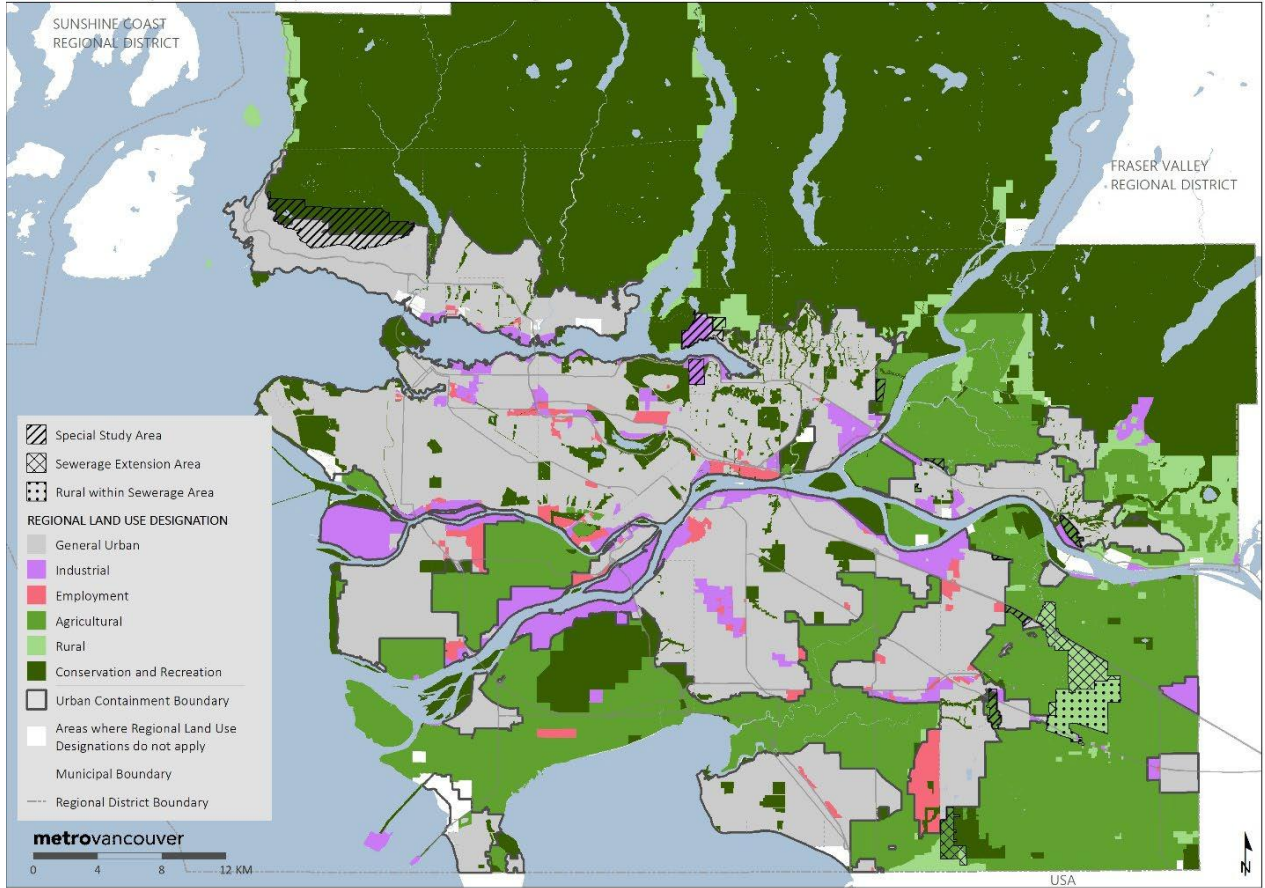 SUNSHINE COAST
REGIONAL DISTRICT
FRASER VALLEY
REGIONAL DISTRICT
Special Study Area
Sewerage Extension Area
Rural within Sewerage Area
REGIONAL LAND USE DESIGNATION
General Urban
Industrial
Employment
Agricultural
Rural
Conservation and Recreation
Urban Containment Boundary
Areas where Regional Land Use
Designations do not apply
Municipal Boundary
Regional District Boundary
metrovancouver
0 4 8 12 KM
N
USA